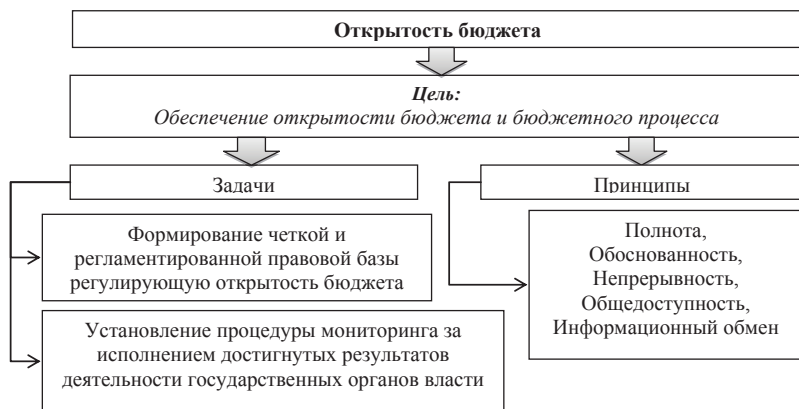 Открытость бюджета
Цель:
Обеспечение открытости бюджета и бюджетного процесса
Задачи
Принципы
Формирование четкой и
регламентированной правовой базы
регулирующую открытость бюджета
Установление процедуры мониторинга за
исполнением достигнутых результатов
деятельности государственных органов власти
Полнота,
Обоснованность,
Непрерывность,
Общедоступность,
Информационный обмен